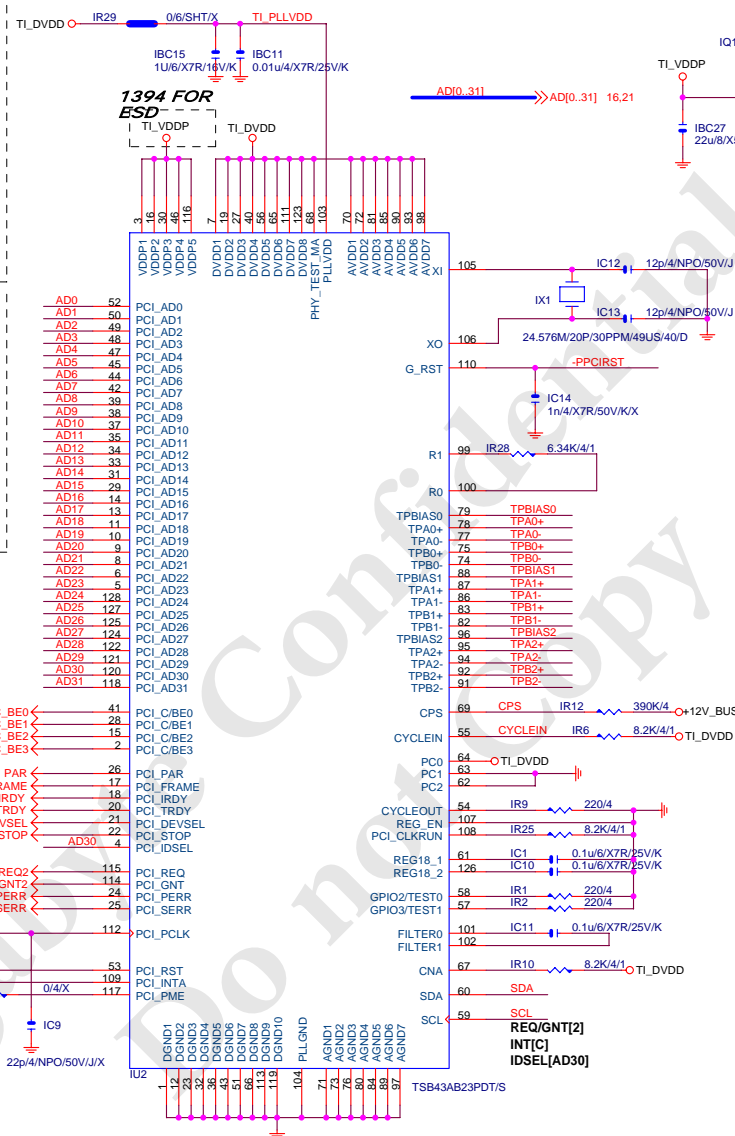 TI_DVDD IR29 0/6/SHT/X TI_PLLVDD
IBC15 IBC11
1U/6/X7R/16V/K 0.01u/4/X7R/25V/K
IQ1
TI_VDDP
1394 FOR
ESD
AD[0..31] AD[0..31] 16,21
IBC27
22u/8/X5
TI_VDDP TI_DVDD
3 16 30 46 116 7 19 27 40 56 65 111 123 68 103 70 72 81 85 90 93 98
VDDP1 VDDP2 VDDP3 VDDP4 VDDP5 DVDD1 DVDD2 DVDD3 DVDD4 DVDD5 DVDD6 DVDD7 DVDD8 PHY_TEST_MA PLLVDD AVDD1 AVDD2 AVDD3 AVDD4 AVDD5 AVDD6 AVDD7
XI 105 IC12 12p/4/NPO/50V/J
IX1
IC13 12p/4/NPO/50V/J
XO 106 24.576M/20P/30PPM/49US/40/D
G_RST 110 -PPCIRST
IC14
1n/4/X7R/50V/K/X
AD0 52 PCI_AD0
AD1 50 PCI_AD1
AD2 49 PCI_AD2
AD3 48 PCI_AD3
AD4 47 PCI_AD4
AD5 45 PCI_AD5
AD6 44 PCI_AD6
AD7 42 PCI_AD7
AD8 39 PCI_AD8
AD9 38 PCI_AD9
AD10 37 PCI_AD10
AD11 35 PCI_AD11
AD12 34 PCI_AD12
AD13 33 PCI_AD13
AD14 31 PCI_AD14
AD15 29 PCI_AD15
AD16 14 PCI_AD16
AD17 13 PCI_AD17
AD18 11 PCI_AD18
AD19 10 PCI_AD19
AD20 9 PCI_AD20
AD21 8 PCI_AD21
AD22 6 PCI_AD22
AD23 5 PCI_AD23
AD24 128 PCI_AD24
AD25 127 PCI_AD25
AD26 125 PCI_AD26
AD27 124 PCI_AD27
AD28 122 PCI_AD28
AD29 121 PCI_AD29
AD30 120 PCI_AD30
AD31 118 PCI_AD31
R1 99 IR28 6.34K/4/1
R0 100
TPBIAS0 79 TPBIAS0
TPA0+ 78 TPA0+
TPA0- 77 TPA0-
TPB0+ 75 TPB0+
TPB0- 74 TPB0-
TPBIAS1 88 TPBIAS1
TPA1+ 87 TPA1+
TPA1- 86 TPA1-
TPB1+ 83 TPB1+
TPB1- 82 TPB1-
TPBIAS2 96 TPBIAS2
TPA2+ 95 TPA2+
TPA2- 94 TPA2-
TPB2+ 92 TPB2+
TPB2- 91 TPB2-
_BE0 41 PCI_C/BE0
_BE1 28 PCI_C/BE1
_BE2 15 PCI_C/BE2
_BE3 2 PCI_C/BE3
CPS 69 CPS IR12 390K/4 +12V_BUS
CYCLEIN 55 CYCLEIN IR6 8.2K/4/1 TI_DVDD
PC0 64 TI_DVDD
PC1 63
PC2 62
PAR 26 PCI_PAR
RAME 17 PCI_FRAME
IRDY 18 PCI_IRDY
TRDY 20 PCI_TRDY
VSEL 21 PCI_DEVSEL
STOP 22 PCI_STOP
AD30 4 PCI_IDSEL
CYCLEOUT 54 IR9 220/4
REG_EN 107
PCI_CLKRUN 108 IR25 8.2K/4/1
REG18_1 61 IC1 0.1u/6/X7R/25V/K
REG18_2 126 IC10 0.1u/6/X7R/25V/K
REQ2 115 PCI_REQ
GNT2 114 PCI_GNT
PERR 24 PCI_PERR
SERR 25 PCI_SERR
GPIO2/TEST0 58 IR1 220/4
GPIO3/TEST1 57 IR2 220/4
112 PCI_PCLK
FILTER0 101 IC11 0.1u/6/X7R/25V/K
FILTER1 102
53 PCI_RST
109 PCI_INTA
0/4/X 117 PCI_PME
CNA 67 IR10 8.2K/4/1 TI_DVDD
SDA 60 SDA
SCL 59 SCL
IC9
22p/4/NPO/50V/J/X
REQ/GNT[2]
INT[C]
IDSEL[AD30]
DGND1 DGND2 DGND3 DGND4 DGND5 DGND6 DGND7 DGND8 DGND9 DGND10 PLLGND AGND1 AGND2 AGND3 AGND4 AGND5 AGND6 AGND7
IU2 TSB43AB23PDT/S
1 12 23 32 36 43 51 66 113 119 104 71 73 76 80 84 89 97
abyte Confidential
Do not Copy